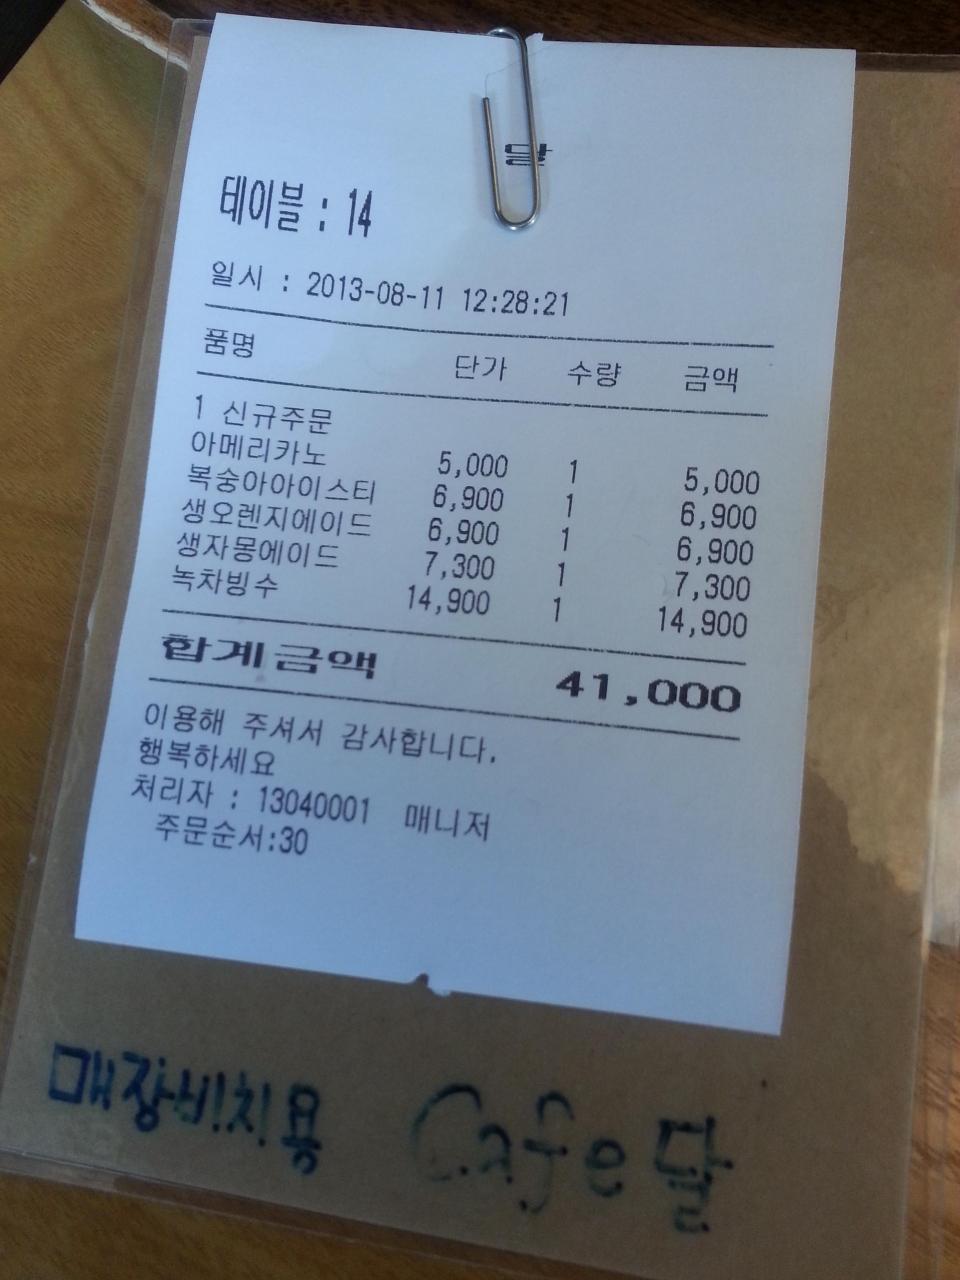 달
테이블 : 14
일시 : 2013-08-11 12:28:21
품명 단가 수량 금액
1 신규주문
아메리카노 5,000 1 5,000
복숭아아이스티 6,900 1 6,900
생오렌지에이드 6,900 1 6,900
생자몽에이드 7,300 1 7,300
녹차빙수 14,900 1 14,900
합계금액 41,000
이용해 주셔서 감사합니다.
행복하세요
처리자 : 13040001 매니저
주문순서:30
매장비치용 Cafe 달